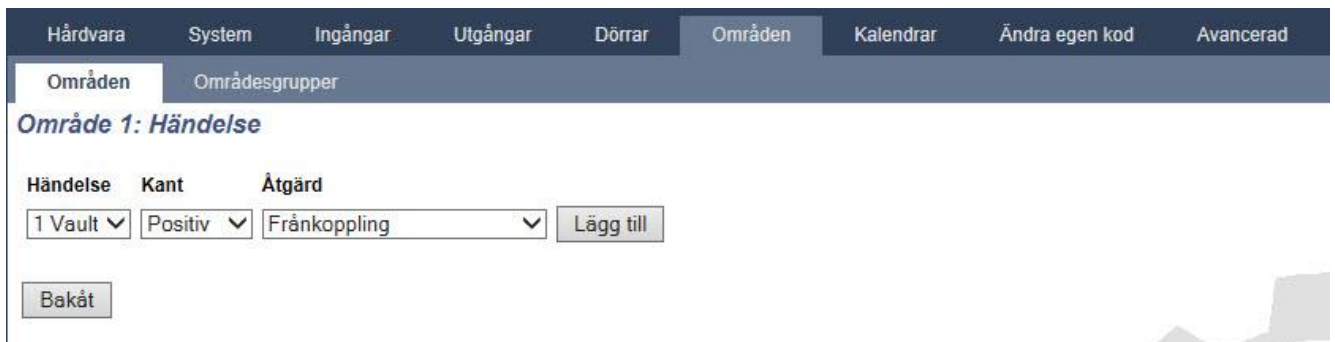 Hårdvara System Ingångar Utgångar Dörrar Områden Kalendrar Ändra egen kod Avancerad
Områden Områdesgrupper
Område 1: Händelse
Händelse Kant Åtgärd
1 Vault Positiv Frånkoppling Lägg till
Bakåt